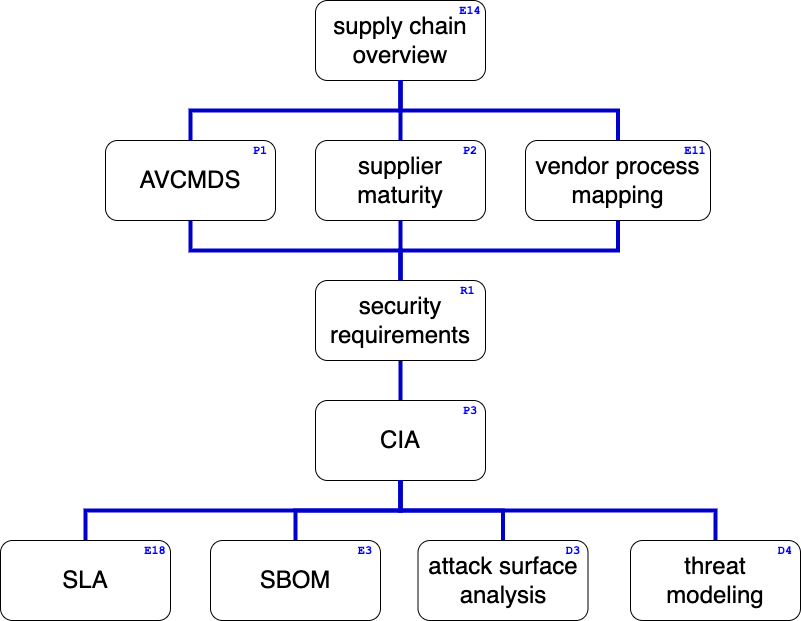 E14
supply chain
overview
P1
AVCMDS
P2
supplier
maturity
E11
vendor process
mapping
R1
security
requirements
P3
CIA
E18
SLA
E3
SBOM
D3
attack surface
analysis
D4
threat
modeling